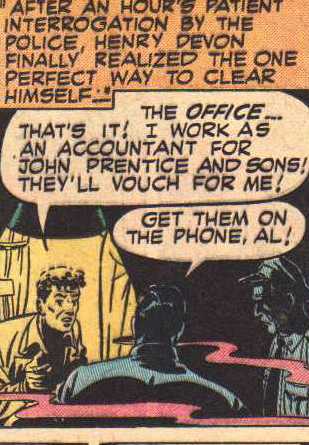 "AFTER AN HOUR'S PATIENT
INTERROGATION BY THE
POLICE, HENRY DEVON
FINALLY REALIZED THE ONE
PERFECT WAY TO CLEAR
HIMSELF..."
THE OFFICE...
THAT'S IT! I WORK AS
AN ACCOUNTANT FOR
JOHN PRENTICE AND SONS!
THEY'LL VOUCH FOR ME!
GET THEM ON
THE PHONE, AL!